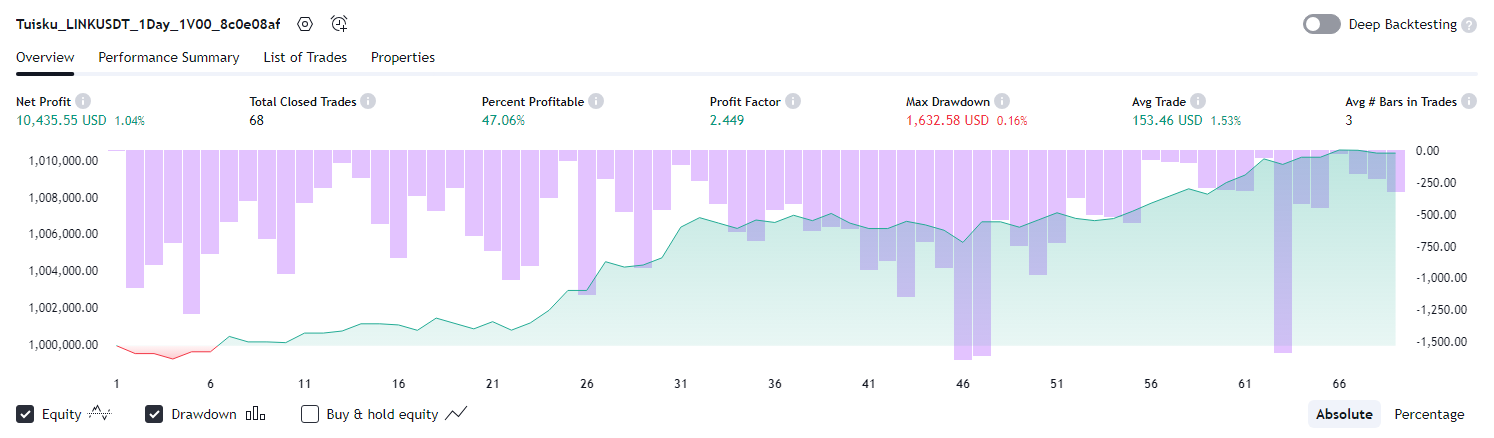 Tuisku_LINKUSDT_1Day_1V00_8c0e08af Deep Backtesting ?
Overview Performance Summary List of Trades Properties
Net Profit i Total Closed Trades i Percent Profitable i Profit Factor i Max Drawdown i Avg Trade i Avg # Bars in Trades i
10,435.55 USD 1.04% 68 47.06% 2.449 1,632.58 USD 0.16% 153.46 USD 1.53% 3
1,010,000.00 0.00
1,008,000.00 -250.00
1,006,000.00 -500.00
1,004,000.00 -750.00
1,002,000.00 -1,000.00
1,000,000.00 -1,250.00
-1,500.00
1 6 11 16 21 26 31 36 41 46 51 56 61 66
Equity Drawdown Buy & hold equity Absolute Percentage